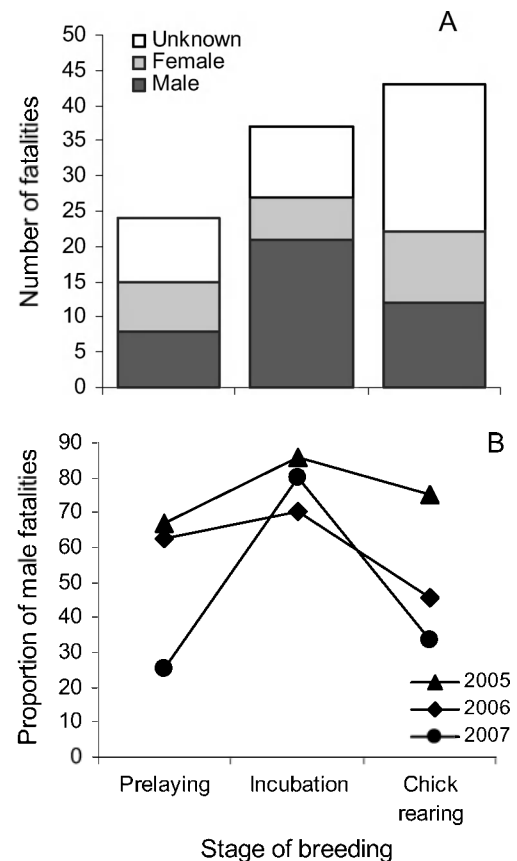 A
Unknown
Female
Male
Number of fatalities
50
45
40
35
30
25
20
15
10
5
0
B
Proportion of male fatalities
90
80
70
60
50
40
30
20
10
0
2005
2006
2007
Prelaying Incubation Chick
rearing
Stage of breeding